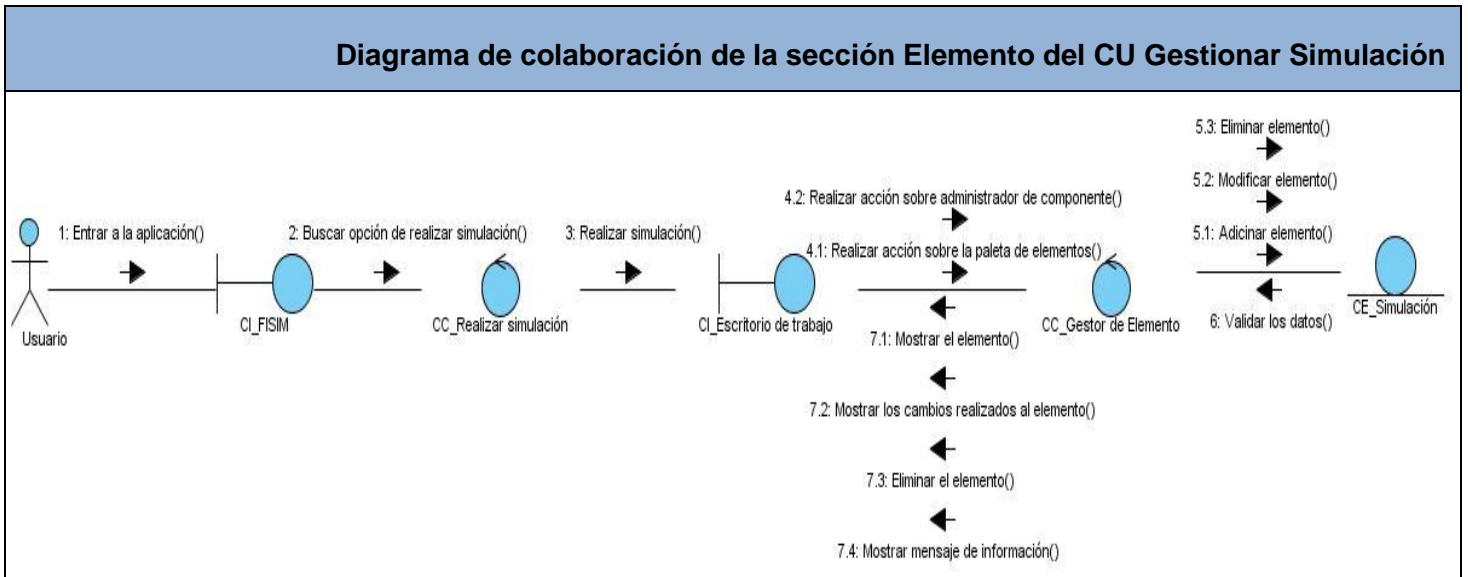 Diagrama de colaboración de la sección Elemento del CU Gestionar Simulación
1: Entrar a la aplicación()
Usuario
CI_FISIM
2: Buscar opción de realizar simulación()
CC_Realizar simulación
3: Realizar simulación()
CI_Escritorio de trabajo
4.2: Realizar acción sobre administrador de componente()
4.1: Realizar acción sobre la paleta de elementos()
7.1: Mostrar el elemento()
7.2: Mostrar los cambios realizados al elemento()
7.3: Eliminar el elemento()
7.4: Mostrar mensaje de información()
CC_Gestor de Elemento
5.3: Eliminar elemento()
5.2: Modificar elemento()
5.1: Adicinar elemento()
6: Validar los datos()
CE_Simulación